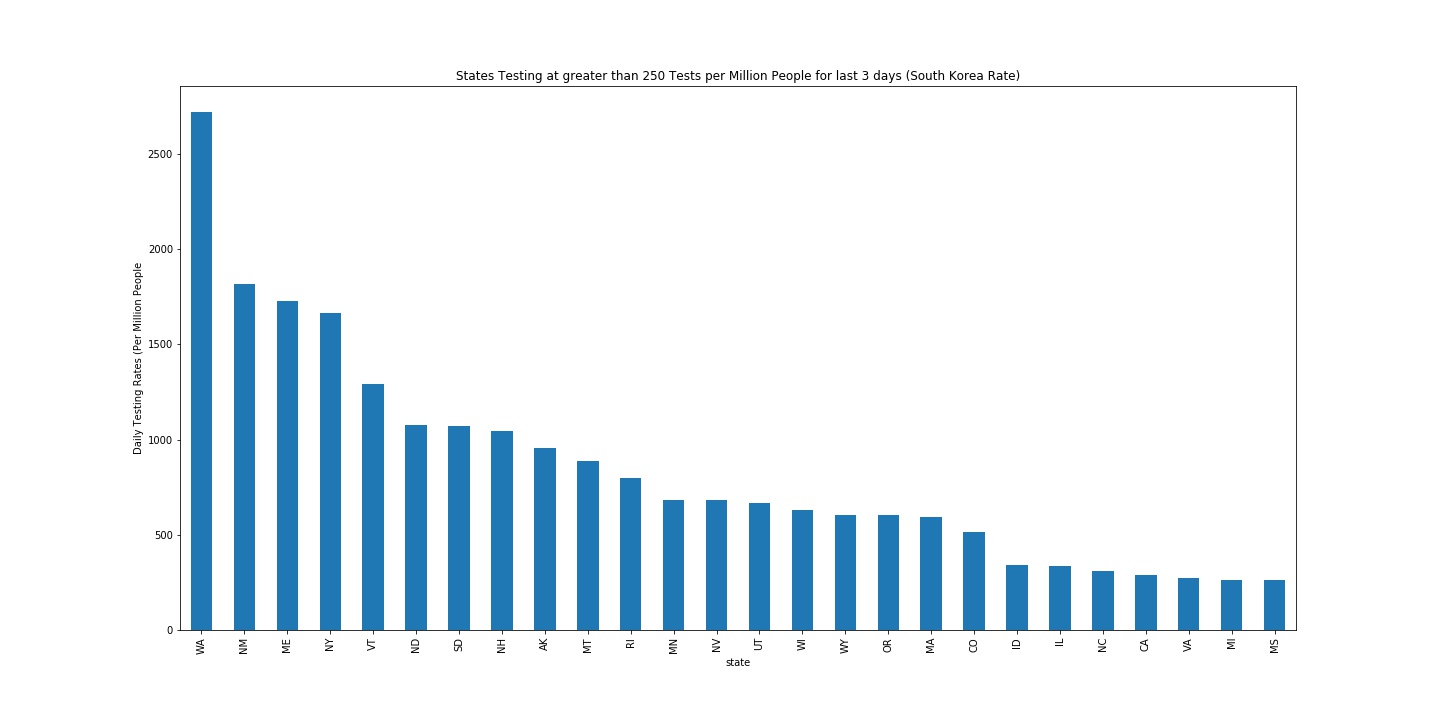 States Testing at greater than 250 Tests per Million People for last 3 days (South Korea Rate)
Daily Testing Rates (Per Million People
2500
2000
1500
1000
500
0
WA NM ME NY VT ND SD NH AK MT RI MN NV UT WI WY OR MA CO ID IL NC CA VA MI MS
state